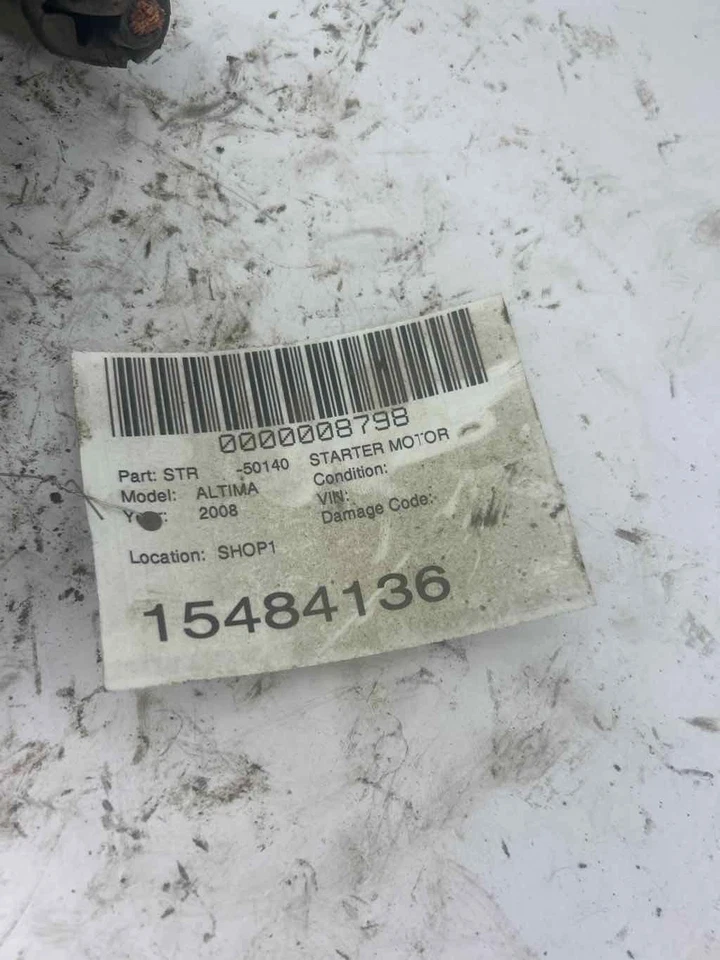 0000008798
Part: STR -50140 STARTER MOTOR
Model: ALTIMA Condition:
2008 VIN:
Damage Code:
Location: SHOP1
15484136